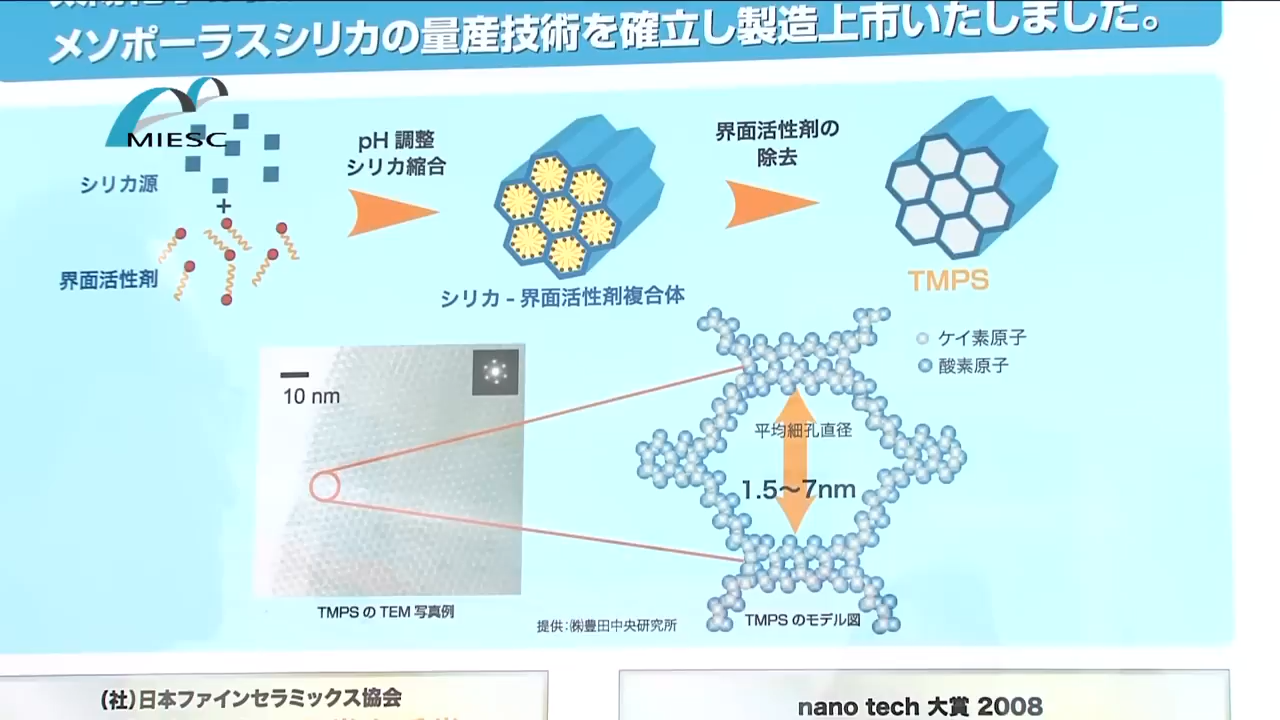 メソポーラスシリカの量産技術を確立し製造上市いたしました。
MIESC
pH 調整
シリカ縮合
界面活性剤の
除去
シリカ源
+
界面活性剤
シリカ - 界面活性剤複合体
TMPS
ケイ素原子
酸素原子
10 nm
平均細孔直径
1.5～7nm
TMPS の TEM 写真例
提供：㈱豊田中央研究所
TMPS のモデル図
(社)日本ファインセラミックス協会
nano tech 大賞 2008